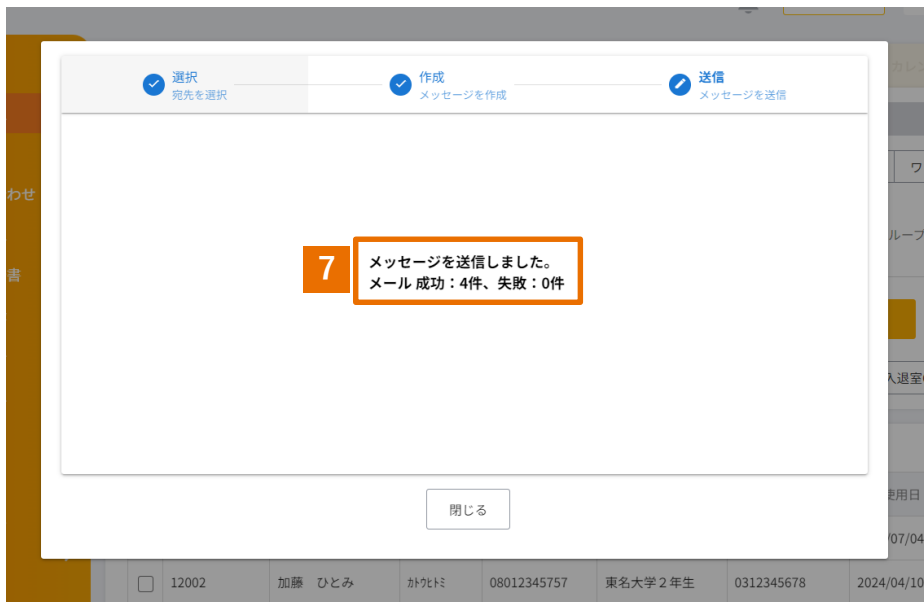 選択
宛先を選択
作成
メッセージを作成
送信
メッセージを送信
カレン
ワ
わせ
ループ
書
7
メッセージを送信しました。
メール 成功：4件、失敗：0件
入退室
閉じる
使用日
/07/04
12002 加藤 ひとみ ｶﾄｳﾋﾄﾐ 08012345757 東名大学２年生 0312345678 2024/04/10